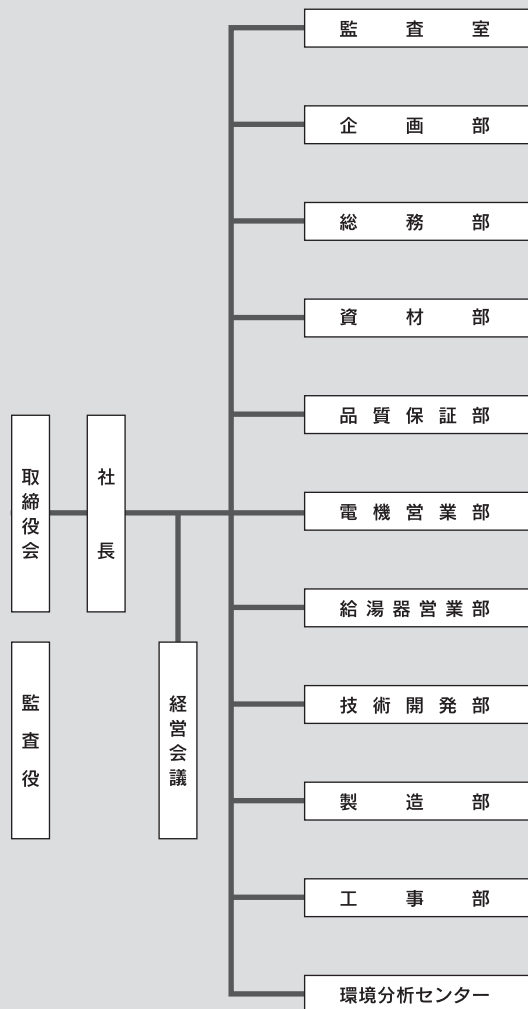 取締役会
監査役
社長
経営会議
監査室
企画部
総務部
資材部
品質保証部
電機営業部
給湯器営業部
技術開発部
製造部
工事部
環境分析センター